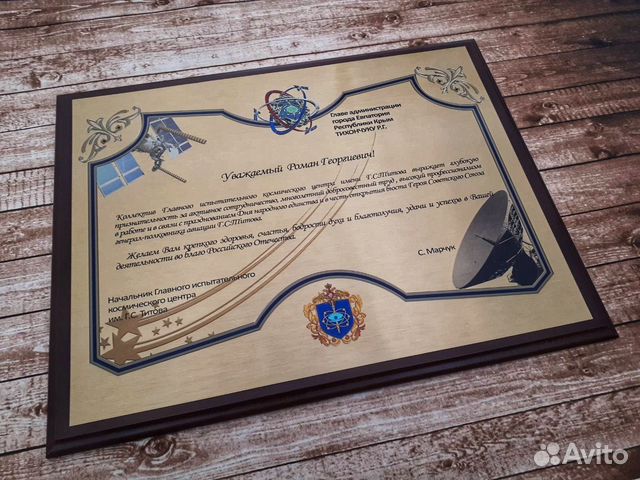 Главе администрации
города Евпатория
Республики Крым
ТИХОНЧУКУ Р.Г.
Уважаемый Роман Георгиевич!
Коллектив Главного испытательного космического центра имени Г.С.Титова выражает глубокую
признательность за активное сотрудничество, многолетний добросовестный труд, высокий профессионализм
в работе и в связи с празднованием Дня народного единства и в честь открытия бюста Героя Советского Союза
генерал-полковника авиации Г.С.Титова.
Желаем Вам крепкого здоровья, счастья, бодрости духа и благополучия, удачи и успехов в Вашей
деятельности во благо Российского Отечества.
Начальник Главного испытательного
космического центра
им. Г.С. Титова
С. Марчук
Avito